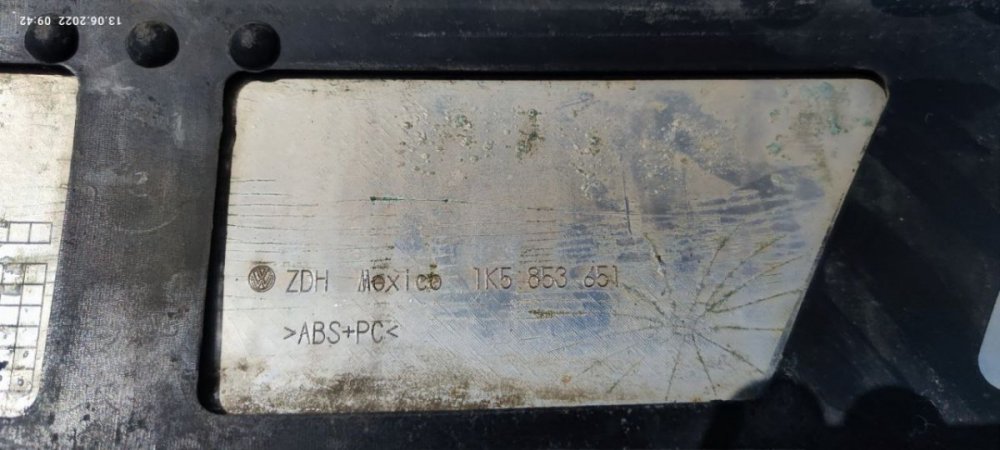 13.06.2022 09:42
ZDH Mexico 1K5 853 651
>ABS+PC<